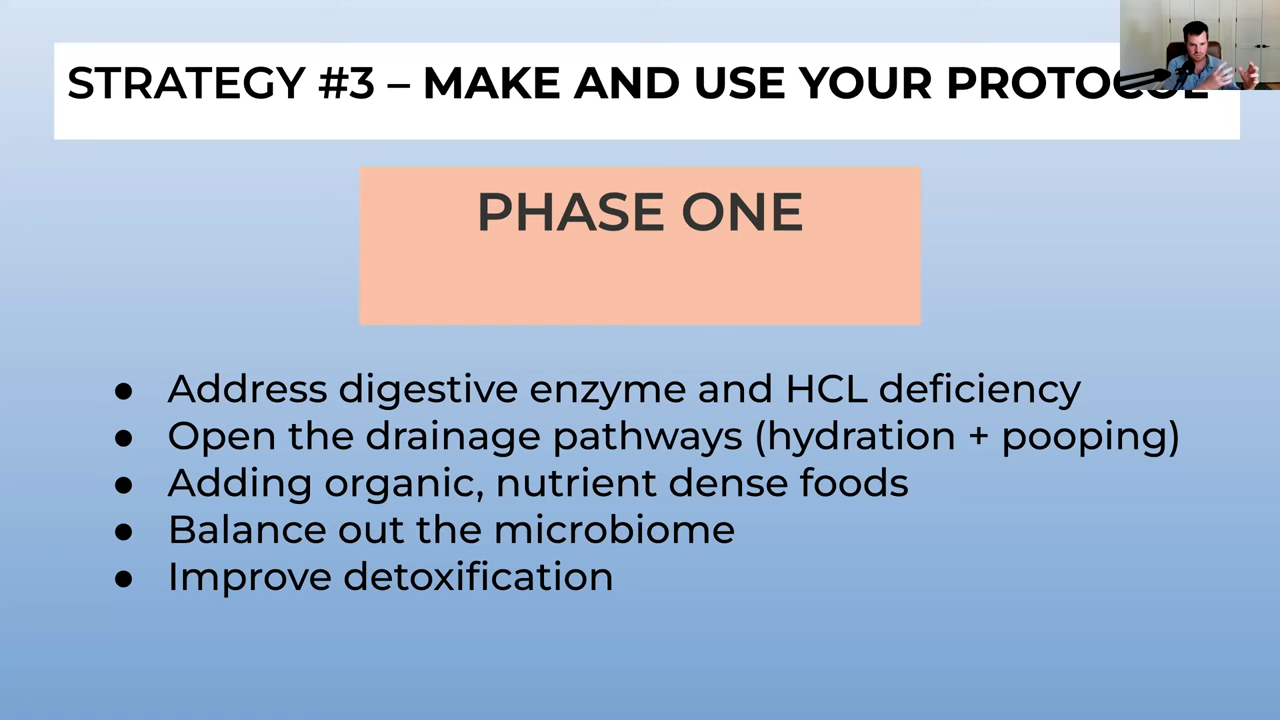 STRATEGY #3 – MAKE AND USE YOUR PROTOCOL
PHASE ONE
● Address digestive enzyme and HCL deficiency
● Open the drainage pathways (hydration + pooping)
● Adding organic, nutrient dense foods
● Balance out the microbiome
● Improve detoxification